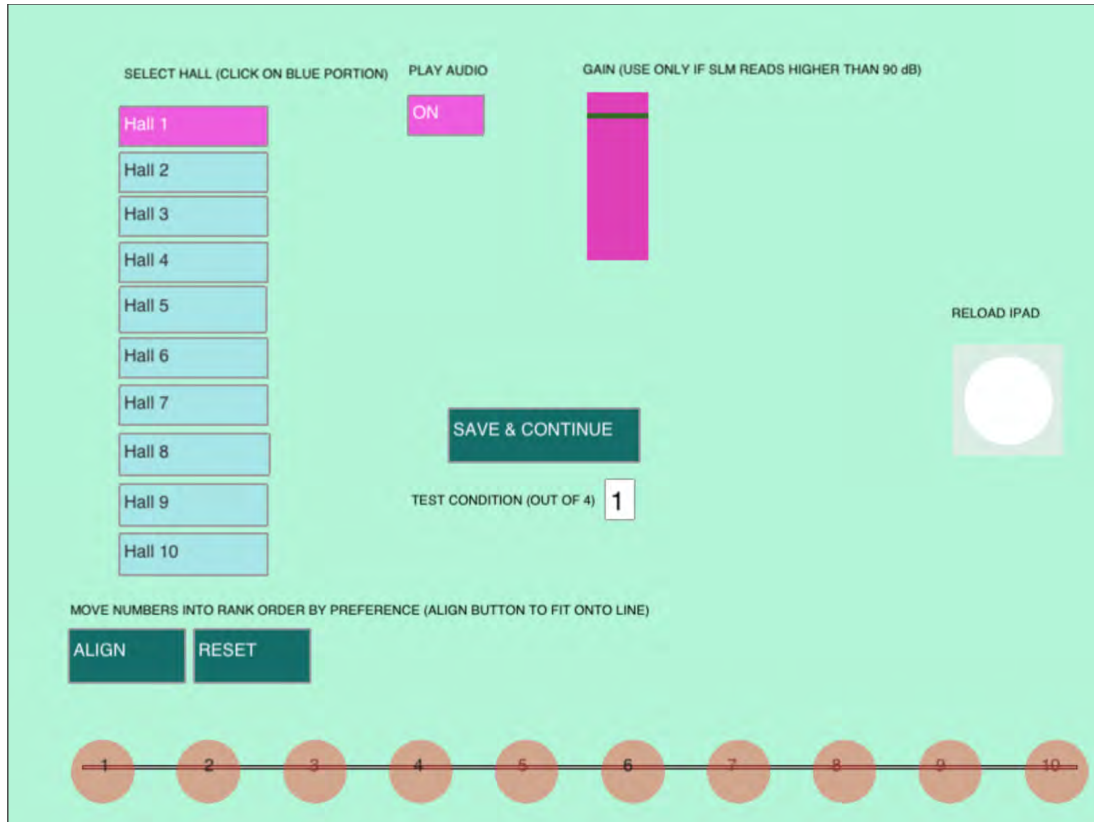 SELECT HALL (CLICK ON BLUE PORTION)
PLAY AUDIO
GAIN (USE ONLY IF SLM READS HIGHER THAN 90 dB)
Hall 1
ON
Hall 2
Hall 3
Hall 4
Hall 5
RELOAD IPAD
Hall 6
Hall 7
SAVE & CONTINUE
Hall 8
TEST CONDITION (OUT OF 4) 1
Hall 9
Hall 10
MOVE NUMBERS INTO RANK ORDER BY PREFERENCE (ALIGN BUTTON TO FIT ONTO LINE)
ALIGN RESET
1 2 3 4 5 6 7 8 9 10